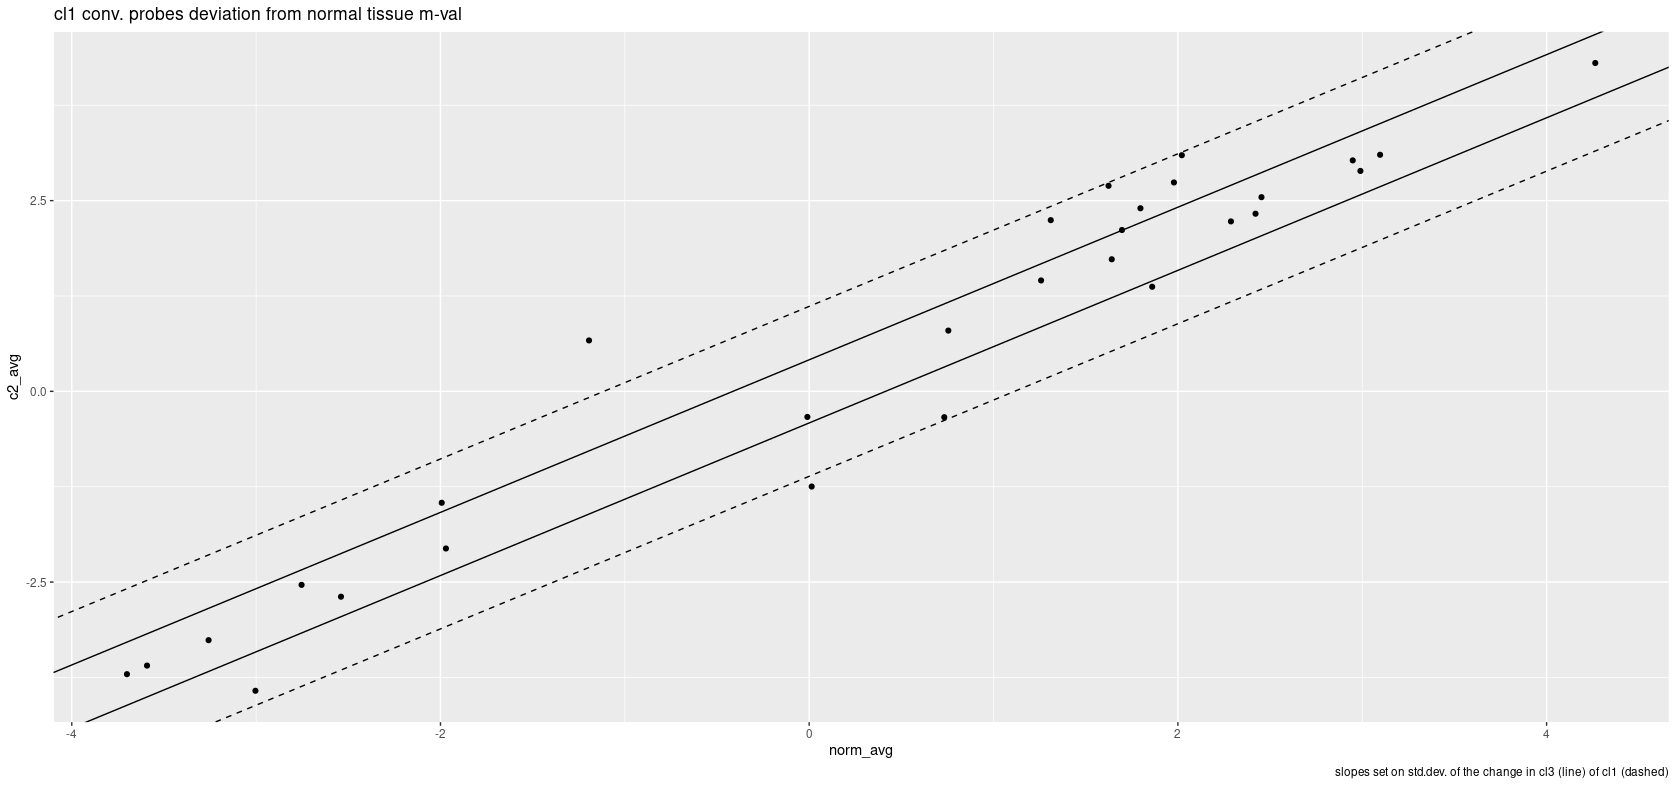 cl1 conv. probes deviation from normal tissue m-val
c2_avg
2.5
0.0
-2.5
-4
-2
0
2
4
norm_avg
slopes set on std.dev. of the change in cl3 (line) of cl1 (dashed)